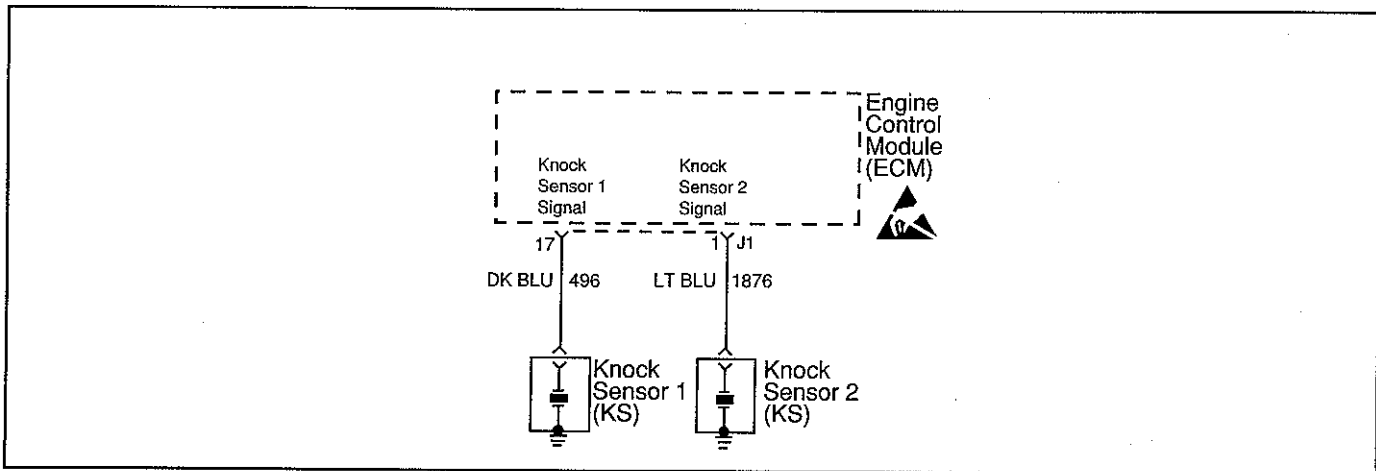 Engine
Control
Module
(ECM)
Knock
Sensor 1
Signal
Knock
Sensor 2
Signal
17
1
J1
DK BLU
496
LT BLU
1876
Knock
Sensor 1
(KS)
Knock
Sensor 2
(KS)